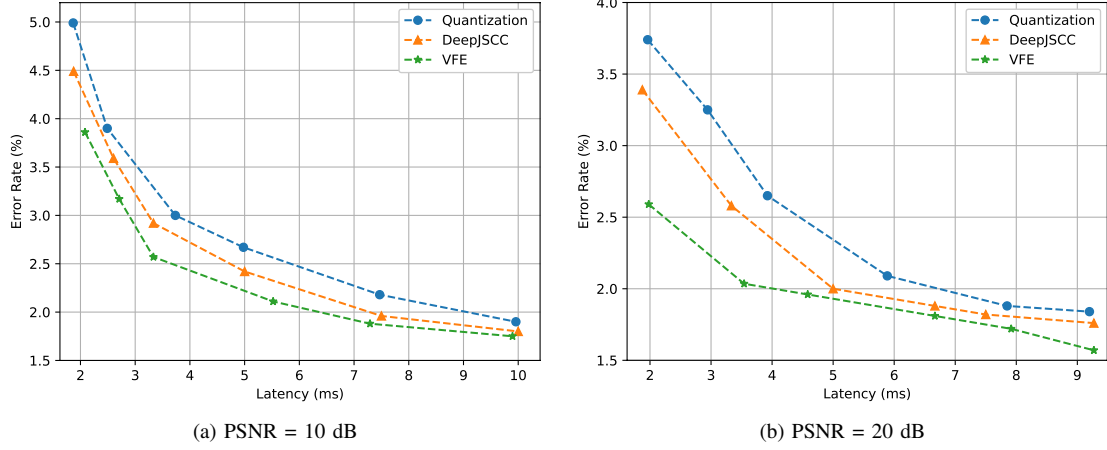 5.0
4.5
4.0
3.5
3.0
2.5
2.0
1.5
Error Rate (%)
2 3 4 5 6 7 8 9 10
Latency (ms)
Quantization
DeepJSCC
VFE
(a) PSNR = 10 dB
4.0
3.5
3.0
2.5
2.0
1.5
Error Rate (%)
2 3 4 5 6 7 8 9
Latency (ms)
Quantization
DeepJSCC
VFE
(b) PSNR = 20 dB